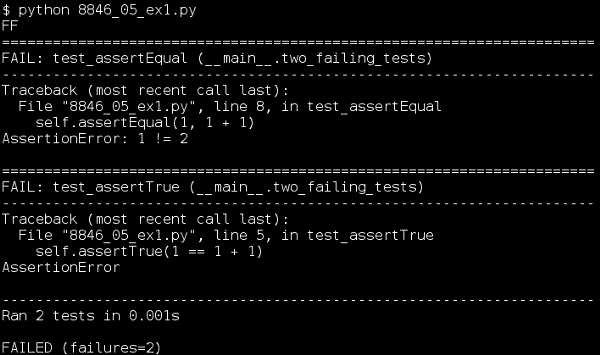 $ python 8846_05_ex1.py
FF
======================================================================
FAIL: test_assertEqual (__main__.two_failing_tests)
----------------------------------------------------------------------
Traceback (most recent call last):
  File "8846_05_ex1.py", line 8, in test_assertEqual
    self.assertEqual(1, 1 + 1)
AssertionError: 1 != 2

======================================================================
FAIL: test_assertTrue (__main__.two_failing_tests)
----------------------------------------------------------------------
Traceback (most recent call last):
  File "8846_05_ex1.py", line 5, in test_assertTrue
    self.assertTrue(1 == 1 + 1)
AssertionError

----------------------------------------------------------------------
Ran 2 tests in 0.001s

FAILED (failures=2)